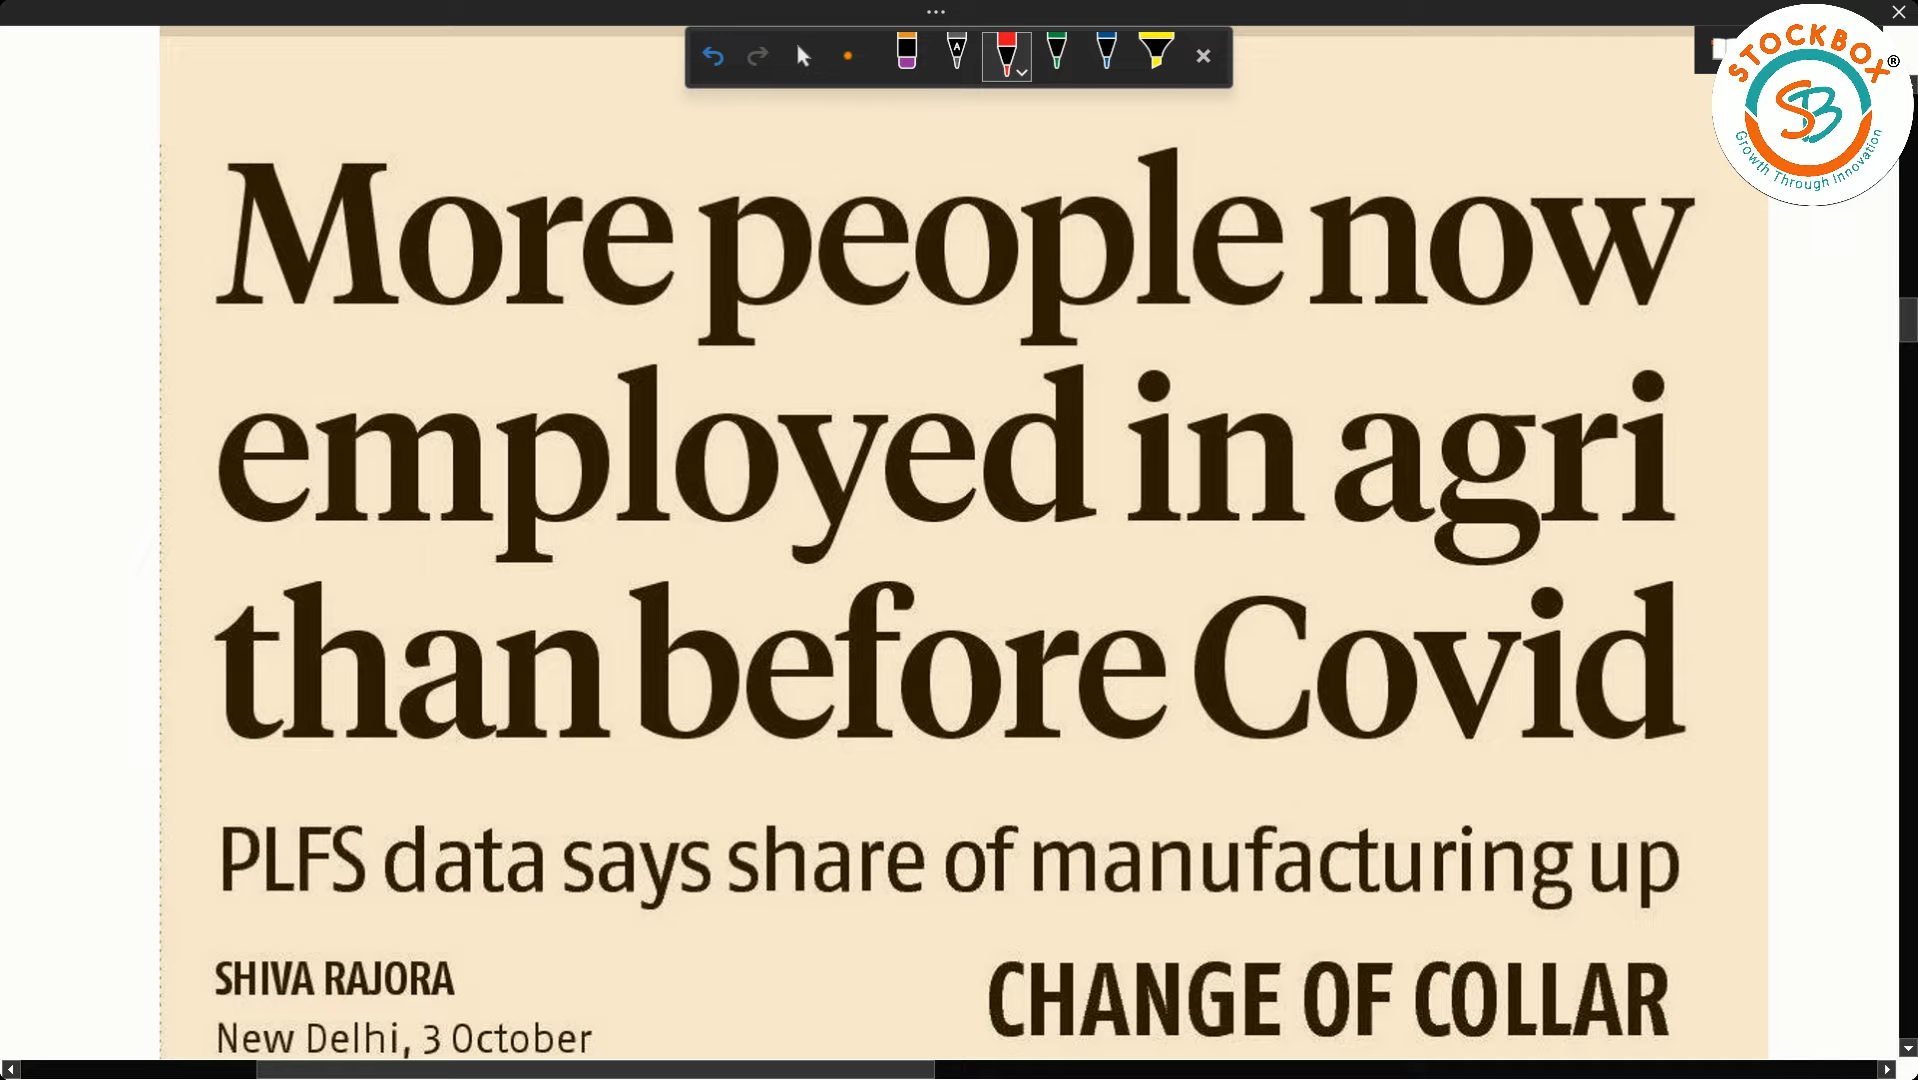 STOCKBOX®
SB
Growth Through Innovation
More people now
employed in agri
than before Covid
PLFS data says share of manufacturing up
SHIVA RAJORA
New Delhi, 3 October
CHANGE OF COLLAR